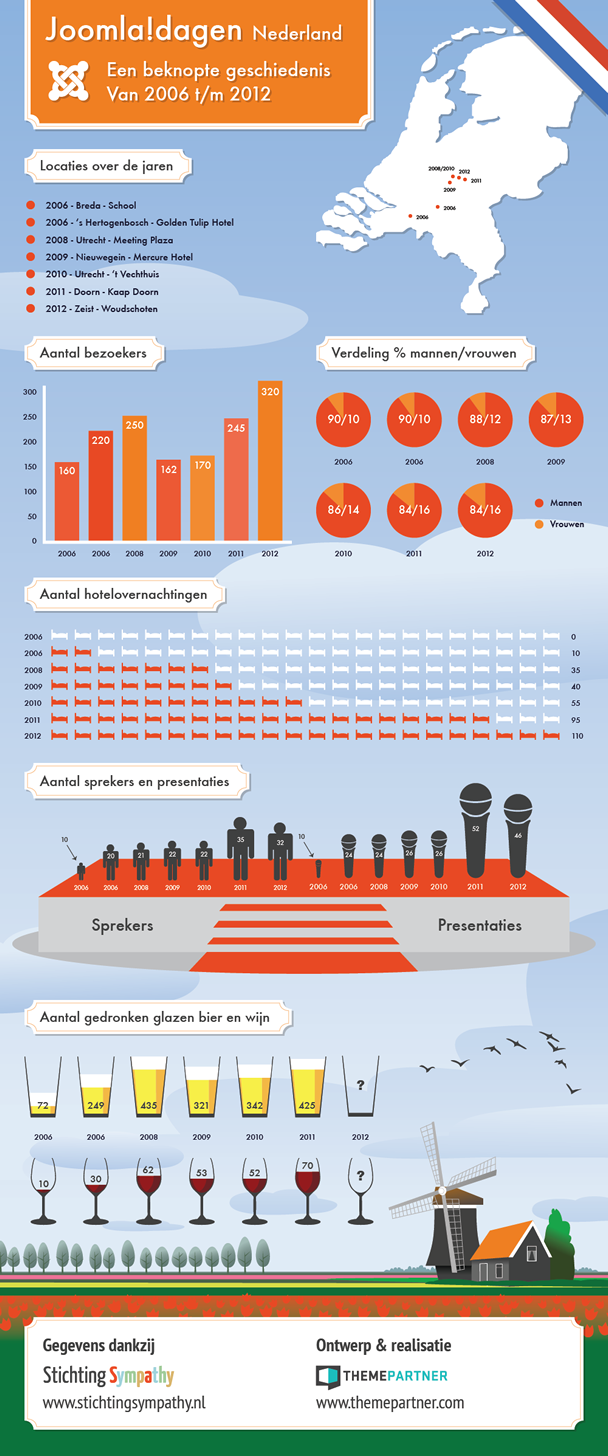 Joomla!dagen Nederland
Een beknopte geschiedenis
Van 2006 t/m 2012
Locaties over de jaren
2006 - Breda - School
2006 - 's Hertogenbosch - Golden Tulip Hotel
2008 - Utrecht - Meeting Plaza
2009 - Nieuwegein - Mercure Hotel
2010 - Utrecht - 't Vechthuis
2011 - Doorn - Kaap Doorn
2012 - Zeist - Woudschoten
2008/2010
2012
2011
2009
2006
2006
Aantal bezoekers
300
250
200
150
100
50
0
160
220
250
162
170
245
320
2006 2006 2008 2009 2010 2011 2012
Verdeling % mannen/vrouwen
90/10 90/10 88/12 87/13
2006 2006 2008 2009
86/14 84/16 84/16
2010 2011 2012
Mannen
Vrouwen
Aantal hotelovernachtingen
2006 0
2006 10
2008 35
2009 40
2010 55
2011 95
2012 110
Aantal sprekers en presentaties
10 20 21 22 22 35 32
2006 2006 2008 2009 2010 2011 2012
10 24 24 26 26 52 46
2006 2006 2008 2009 2010 2011 2012
Sprekers
Presentaties
Aantal gedronken glazen bier en wijn
72 249 435 321 342 425 ?
2006 2006 2008 2009 2010 2011 2012
10 30 62 53 52 70 ?
Gegevens dankzij
Stichting Sympathy
www.stichtingsympathy.nl
Ontwerp & realisatie
THEMEPARTNER
www.themepartner.com